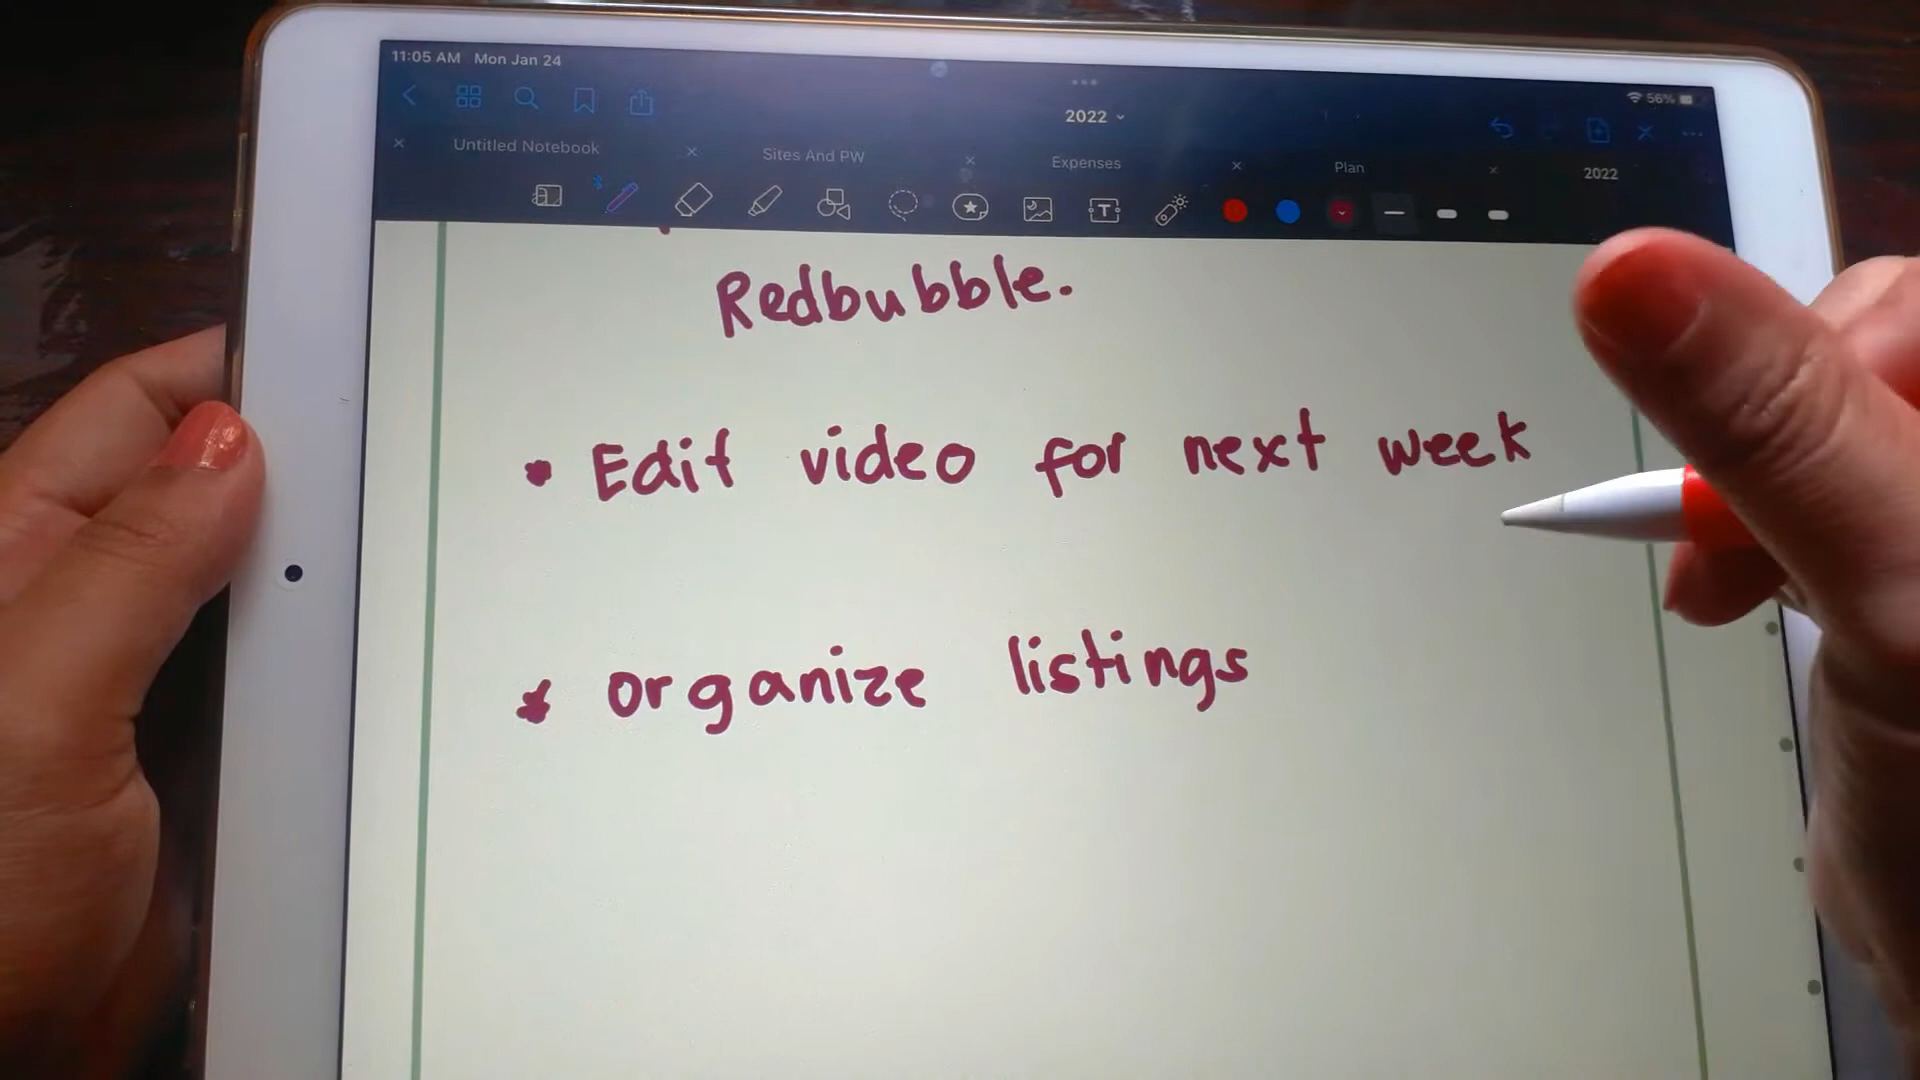 11:05 AM Mon Jan 24
56%
2022
Untitled Notebook
Sites And PW
Expenses
Plan
2022
T
Redbubble.
• Edit video for next week
• organize listings